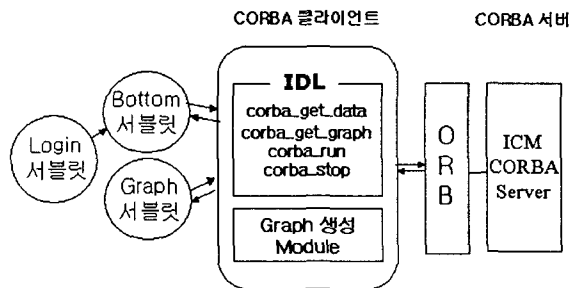 CORBA 클라이언트
CORBA 서버
IDL
corba_get_data
corba_get_graph
corba_run
corba_stop
Graph 생성
Module
Bottom
서블릿
Login
서블릿
Graph
서블릿
O
R
B
ICM
CORBA
Server